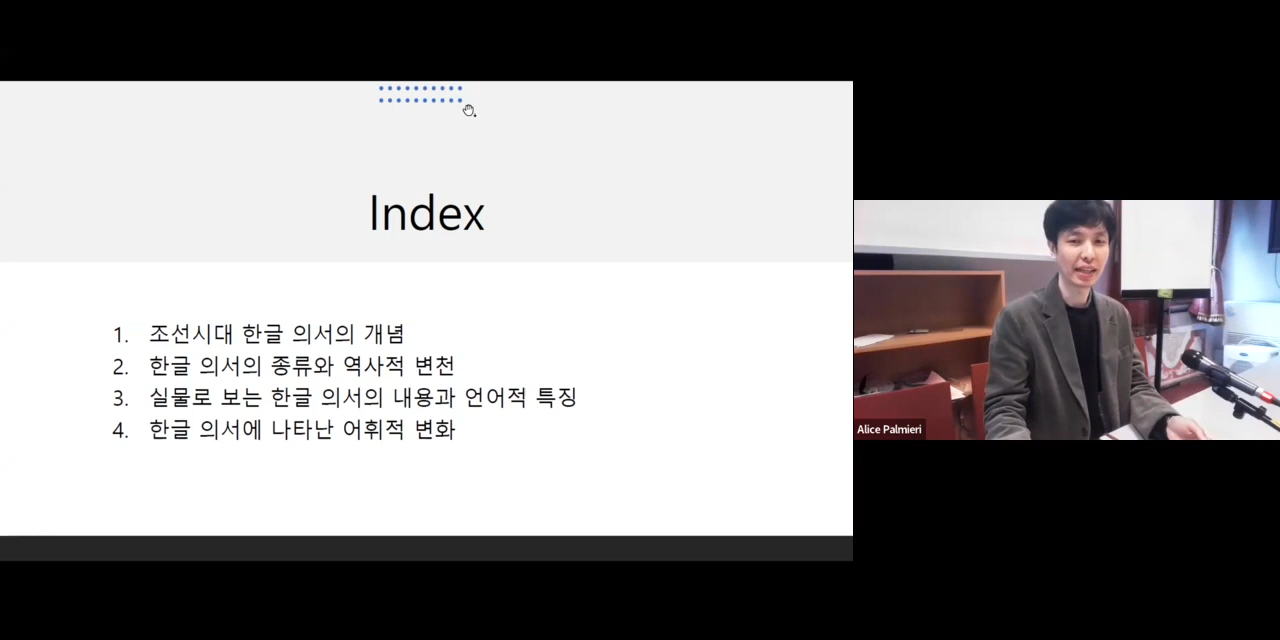 Index
1. 조선시대 한글 의서의 개념
2. 한글 의서의 종류와 역사적 변천
3. 실물로 보는 한글 의서의 내용과 언어적 특징
4. 한글 의서에 나타난 어휘적 변화
Alice Palmieri